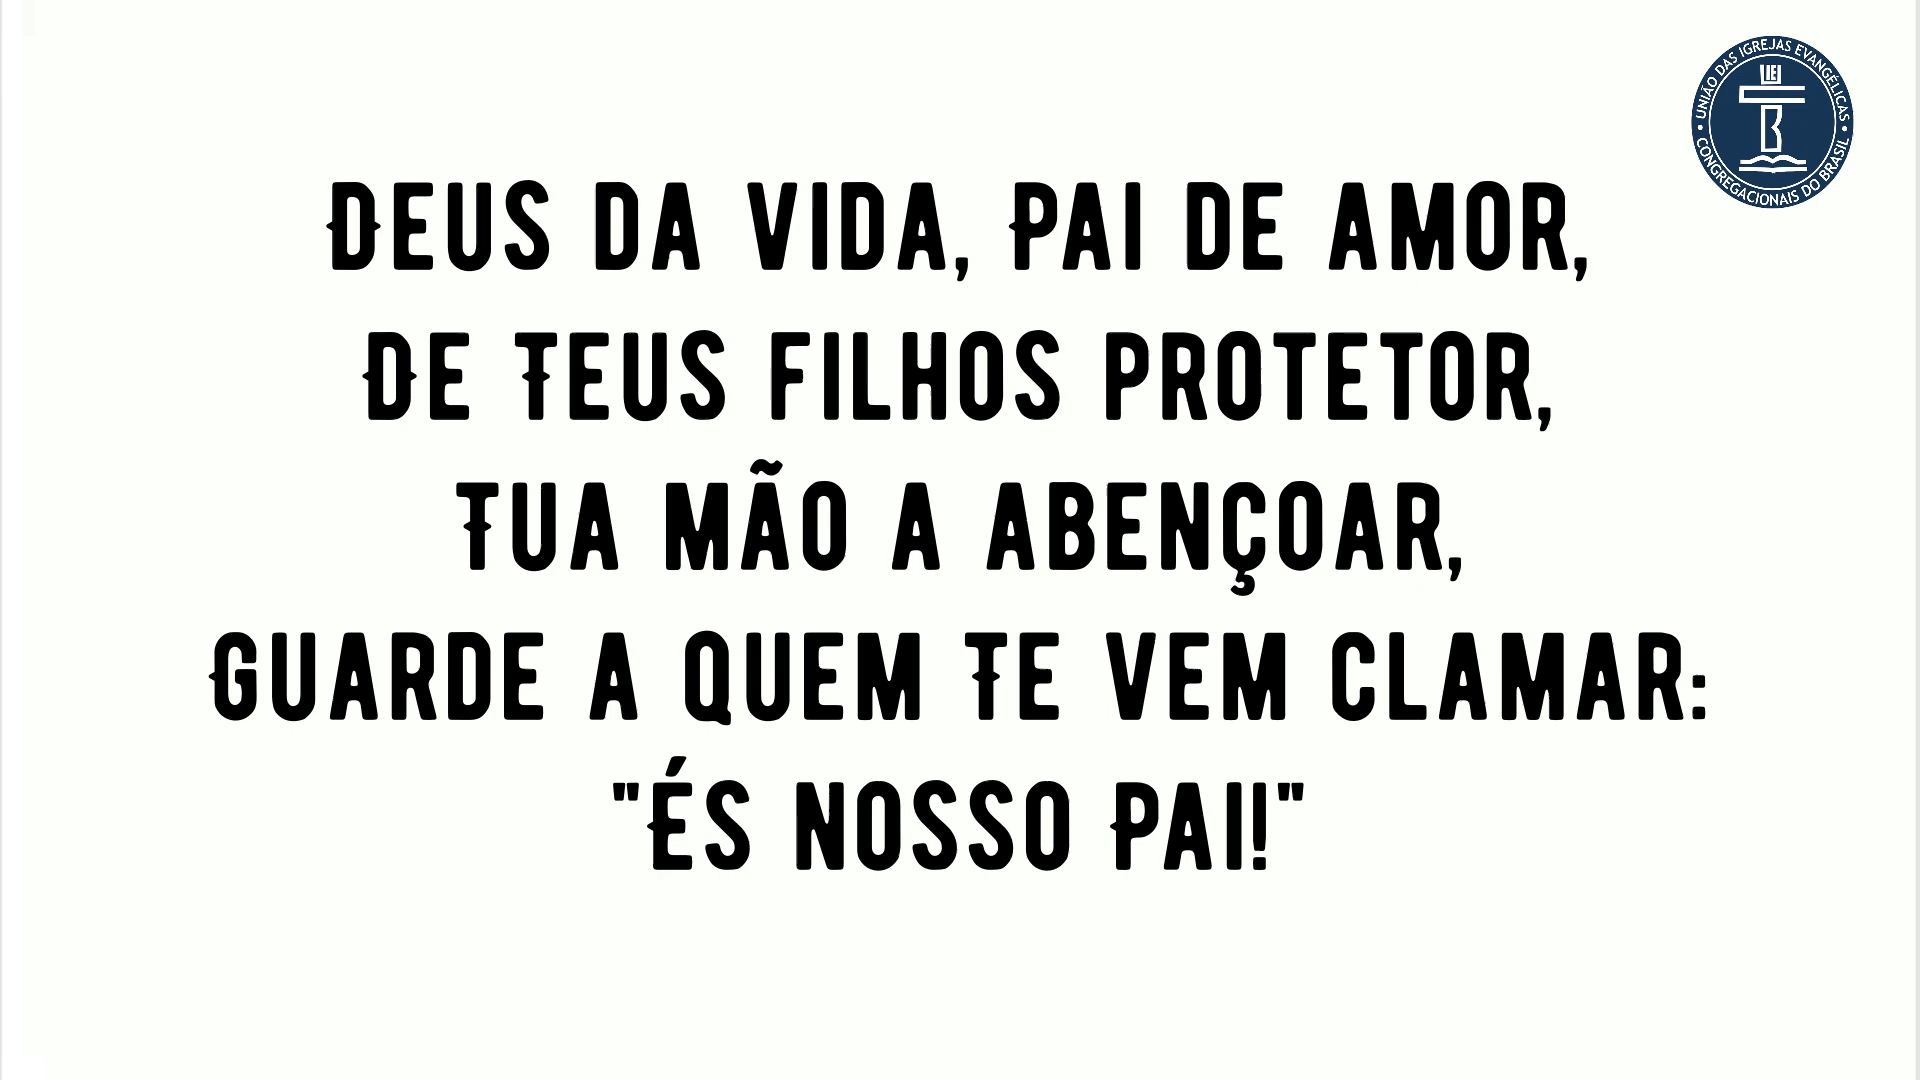 Deus da vida, Pai de amor,
De Teus filhos protetor,
Tua mão a abençoar,
Guarde a quem Te vem clamar:
"És nosso Pai!"
UNIÃO DAS IGREJAS EVANGÉLICAS
CONGREGACIONAIS DO BRASIL